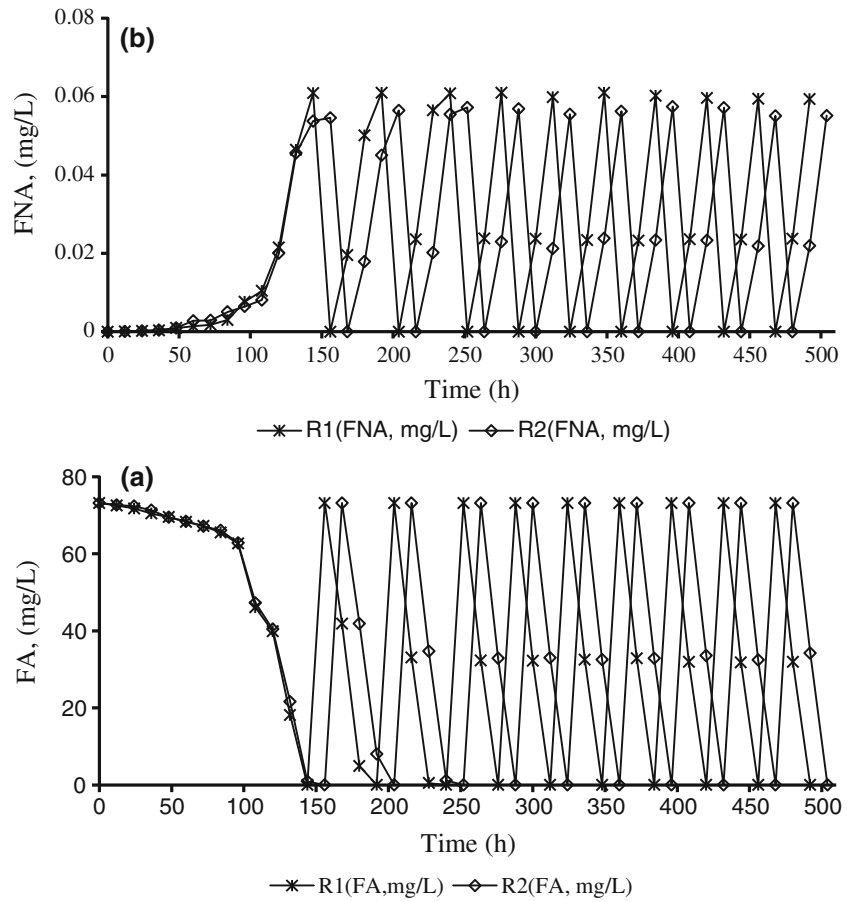 (b)
0.08
0.06
0.04
0.02
0
FNA, (mg/L)
0 50 100 150 200 250 300 350 400 450 500
Time (h)
R1(FNA, mg/L) R2(FNA, mg/L)
(a)
80
60
40
20
0
FA, (mg/L)
0 50 100 150 200 250 300 350 400 450 500
Time (h)
R1(FA,mg/L) R2(FA, mg/L)